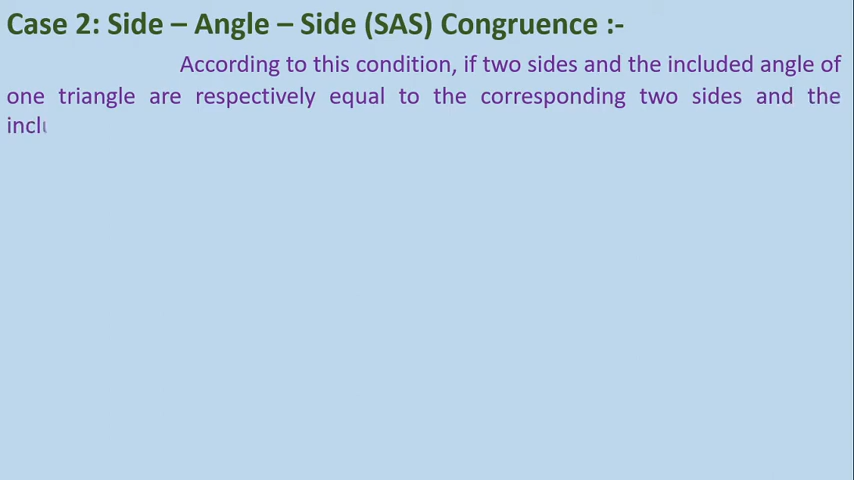 Case 2: Side – Angle – Side (SAS) Congruence :-
According to this condition, if two sides and the included angle of
one triangle are respectively equal to the corresponding two sides and the
inclu